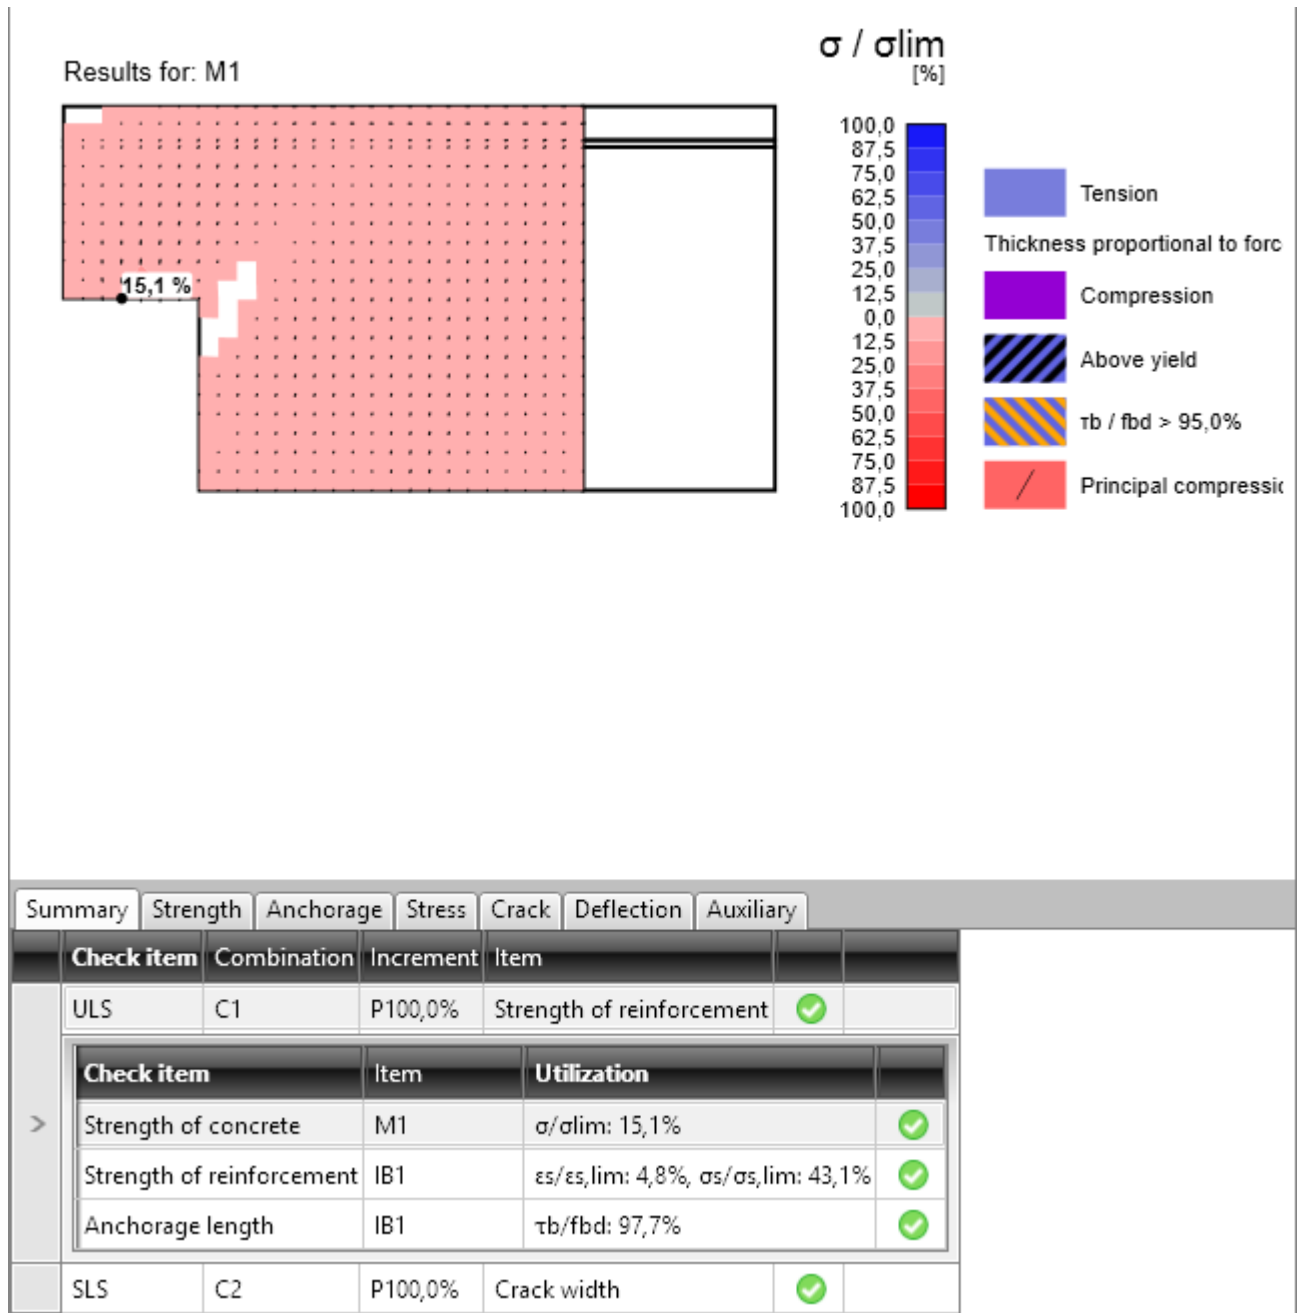 σ / σlim
[%]
Results for: M1
15,1 %
100,0
87,5
75,0
62,5
50,0
37,5
25,0
12,5
0,0
12,5
25,0
37,5
50,0
62,5
75,0
87,5
100,0
Tension
Thickness proportional to forc
Compression
Above yield
τb / fbd > 95,0%
Principal compressic
Summary Strength Anchorage Stress Crack Deflection Auxiliary
Check item Combination Increment Item
ULS C1 P100,0% Strength of reinforcement
Check item Item Utilization
> Strength of concrete M1 σ/σlim: 15,1%
Strength of reinforcement IB1 εs/εs,lim: 4,8%, σs/σs,lim: 43,1%
Anchorage length IB1 τb/fbd: 97,7%
SLS C2 P100,0% Crack width